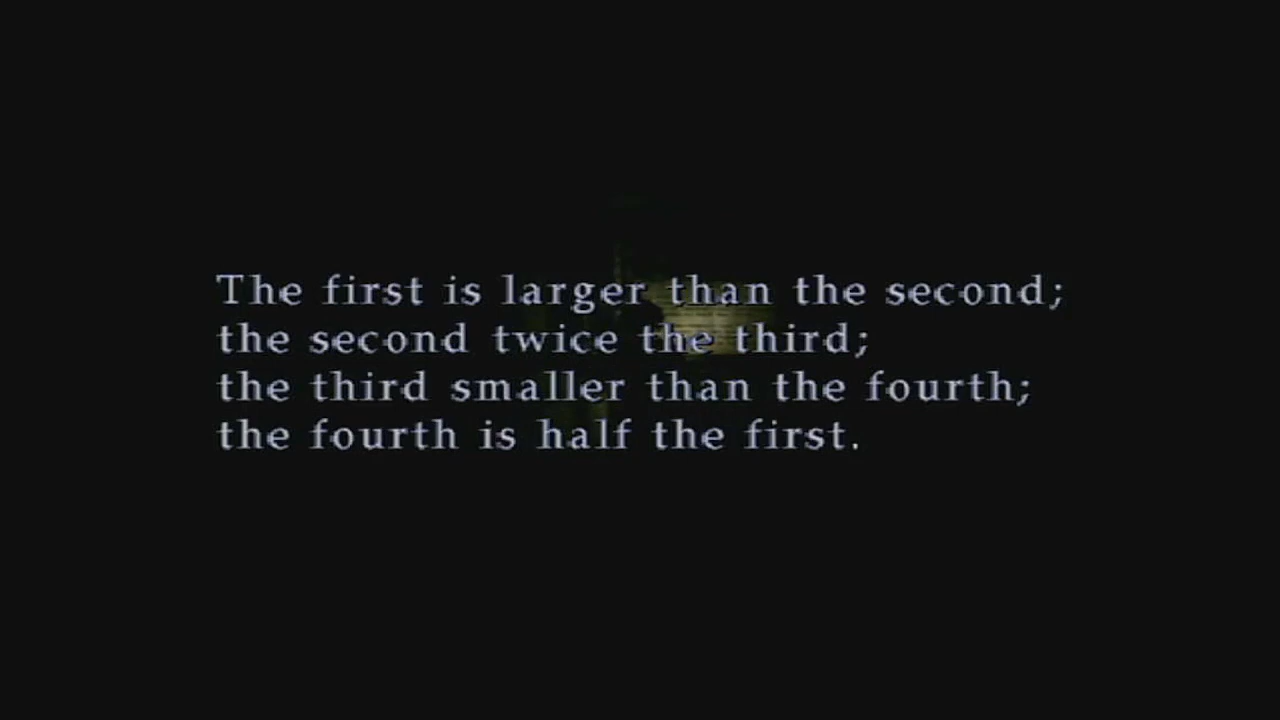 The first is larger than the second;
the second twice the third;
the third smaller than the fourth;
the fourth is half the first.